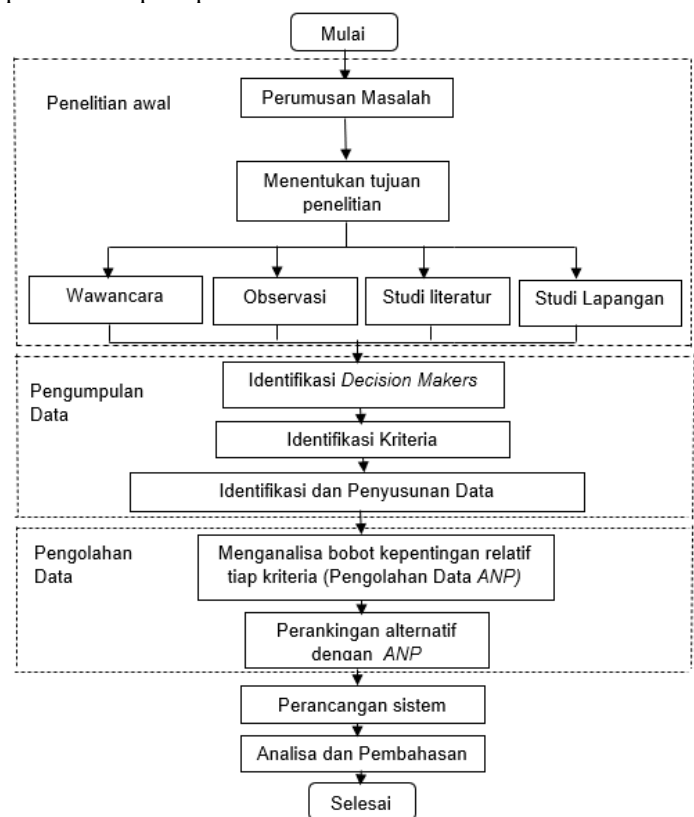 Mulai
Penelitian awal
Perumusan Masalah
Menentukan tujuan
penelitian
Wawancara
Observasi
Studi literatur
Studi Lapangan
Pengumpulan
Data
Identifikasi Decision Makers
Identifikasi Kriteria
Identifikasi dan Penyusunan Data
Pengolahan
Data
Menganalisa bobot kepentingan relatif
tiap kriteria (Pengolahan Data ANP)
Perankingan alternatif
dengan ANP
Perancangan sistem
Analisa dan Pembahasan
Selesai